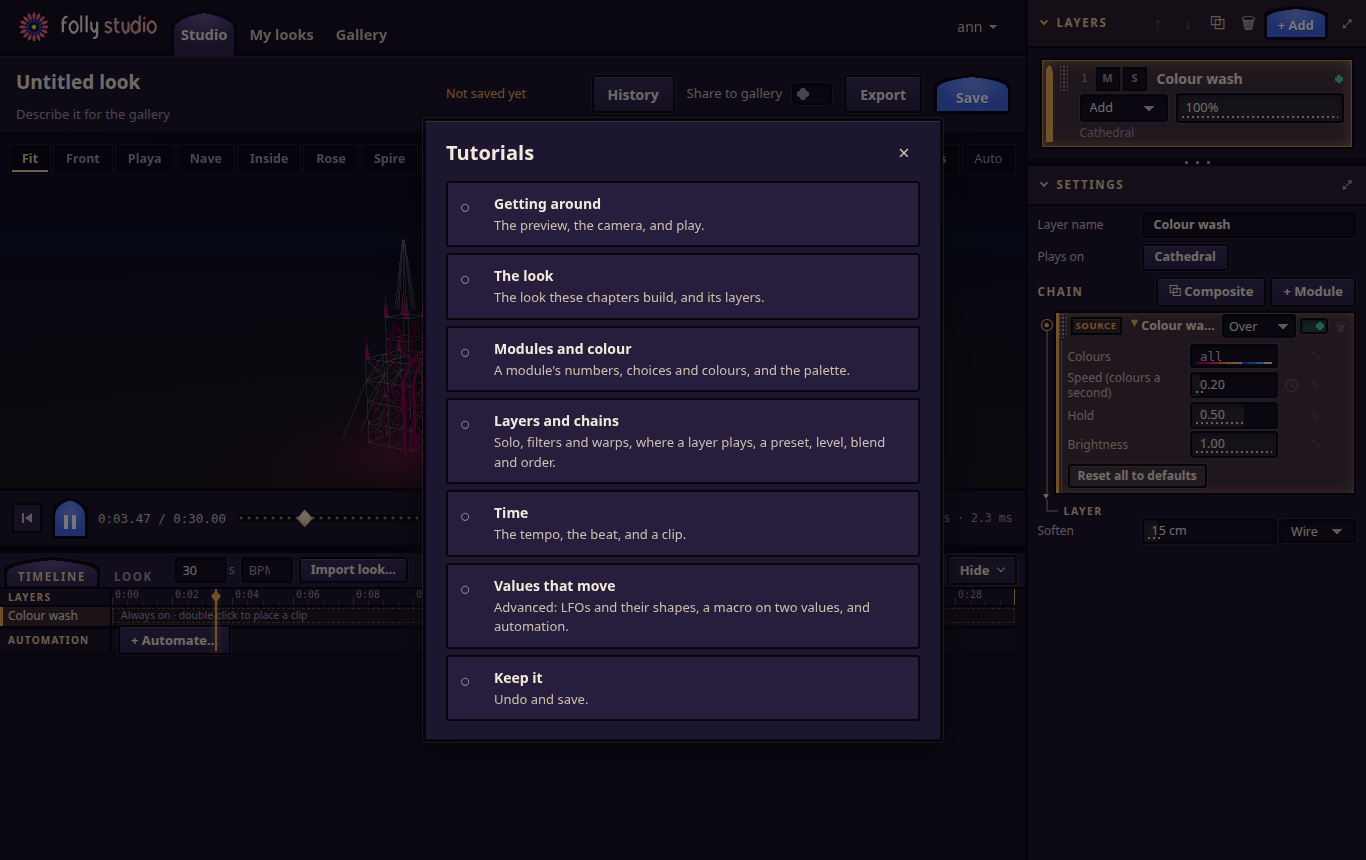 folly studio
Studio
My looks
Gallery
ann
Untitled look
Describe it for the gallery
Not saved yet
History
Share to gallery
Export
Save
Fit
Front
Playa
Nave
Inside
Rose
Spire
Auto
Tutorials
×
Getting around
The preview, the camera, and play.
The look
The look these chapters build, and its layers.
Modules and colour
A module's numbers, choices and colours, and the palette.
Layers and chains
Solo, filters and warps, where a layer plays, a preset, level, blend
and order.
Time
The tempo, the beat, and a clip.
Values that move
Advanced: LFOs and their shapes, a macro on two values, and
automation.
Keep it
Undo and save.
0:03.47 / 0:30.00
s · 2.3 ms
TIMELINE
LOOK
30
s
BPM
Import look...
Hide
LAYERS
0:00
0:02
0:04
0:06
0:08
0:28
Colour wash
Always on · double-click to place a clip
AUTOMATION
+ Automate...
LAYERS
+ Add
1
M
S
Colour wash
Add
100%
Cathedral
SETTINGS
Layer name
Colour wash
Plays on
Cathedral
CHAIN
Composite
+ Module
SOURCE
Colour wa...
Over
Colours
all
Speed (colours a
second)
0.20
Hold
0.50
Brightness
1.00
Reset all to defaults
LAYER
Soften
15 cm
Wire